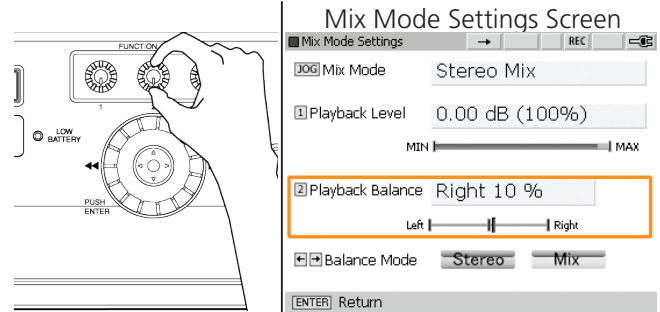 Mix Mode Settings Screen
FUNCTION
1
LOW
BATTERY
PUSH
ENTER
Mix Mode Settings
REC
JOG Mix Mode Stereo Mix
1 Playback Level 0.00 dB (100%)
MIN MAX
2 Playback Balance Right 10 %
Left Right
Balance Mode Stereo Mix
ENTER Return